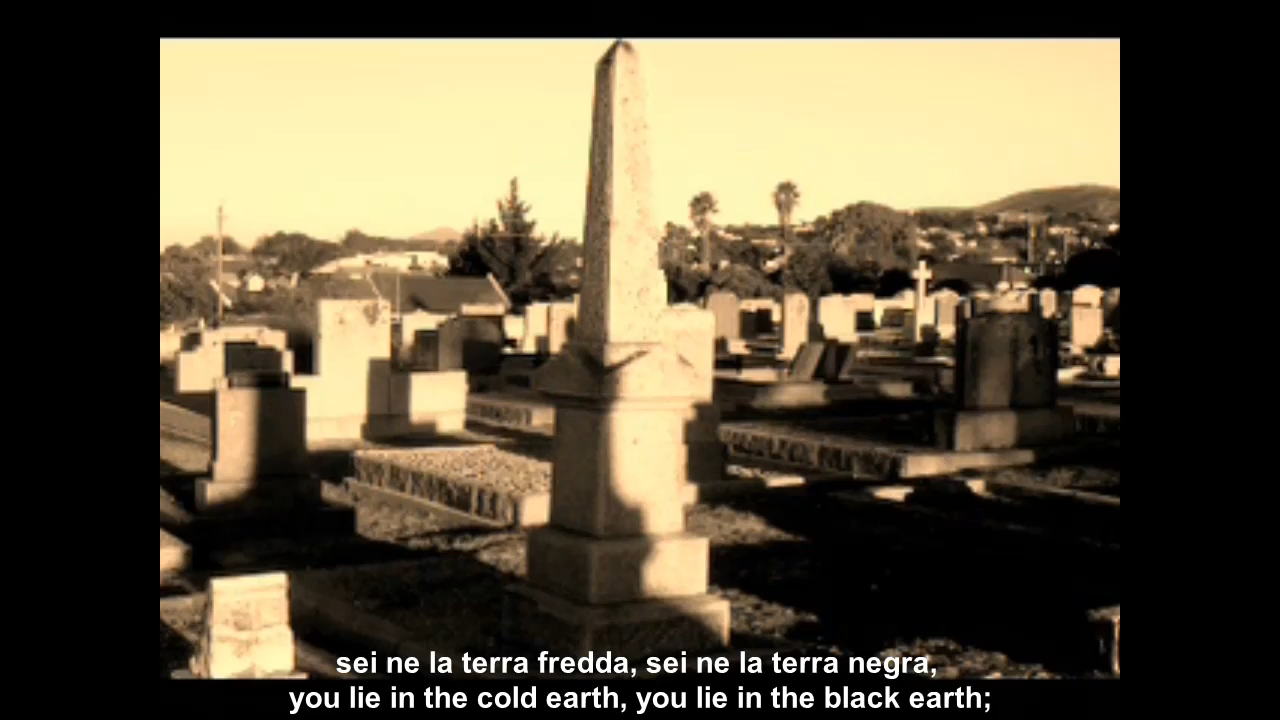 sei ne la terra fredda, sei ne la terra negra,
you lie in the cold earth, you lie in the black earth;